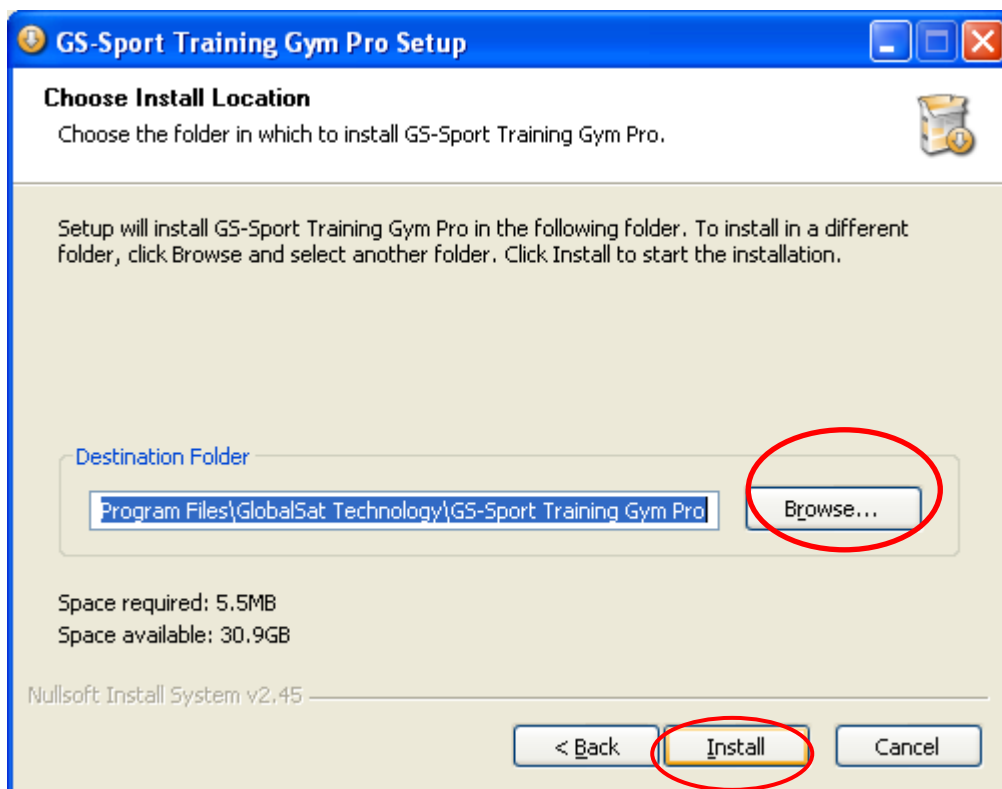 GS-Sport Training Gym Pro Setup
Choose Install Location
Choose the folder in which to install GS-Sport Training Gym Pro.
Setup will install GS-Sport Training Gym Pro in the following folder. To install in a different
folder, click Browse and select another folder. Click Install to start the installation.
Destination Folder
Program Files\GlobalSat Technology\GS-Sport Training Gym Pro
Browse...
Space required: 5.5MB
Space available: 30.9GB
Nullsoft Install System v2.45
< Back
Install
Cancel